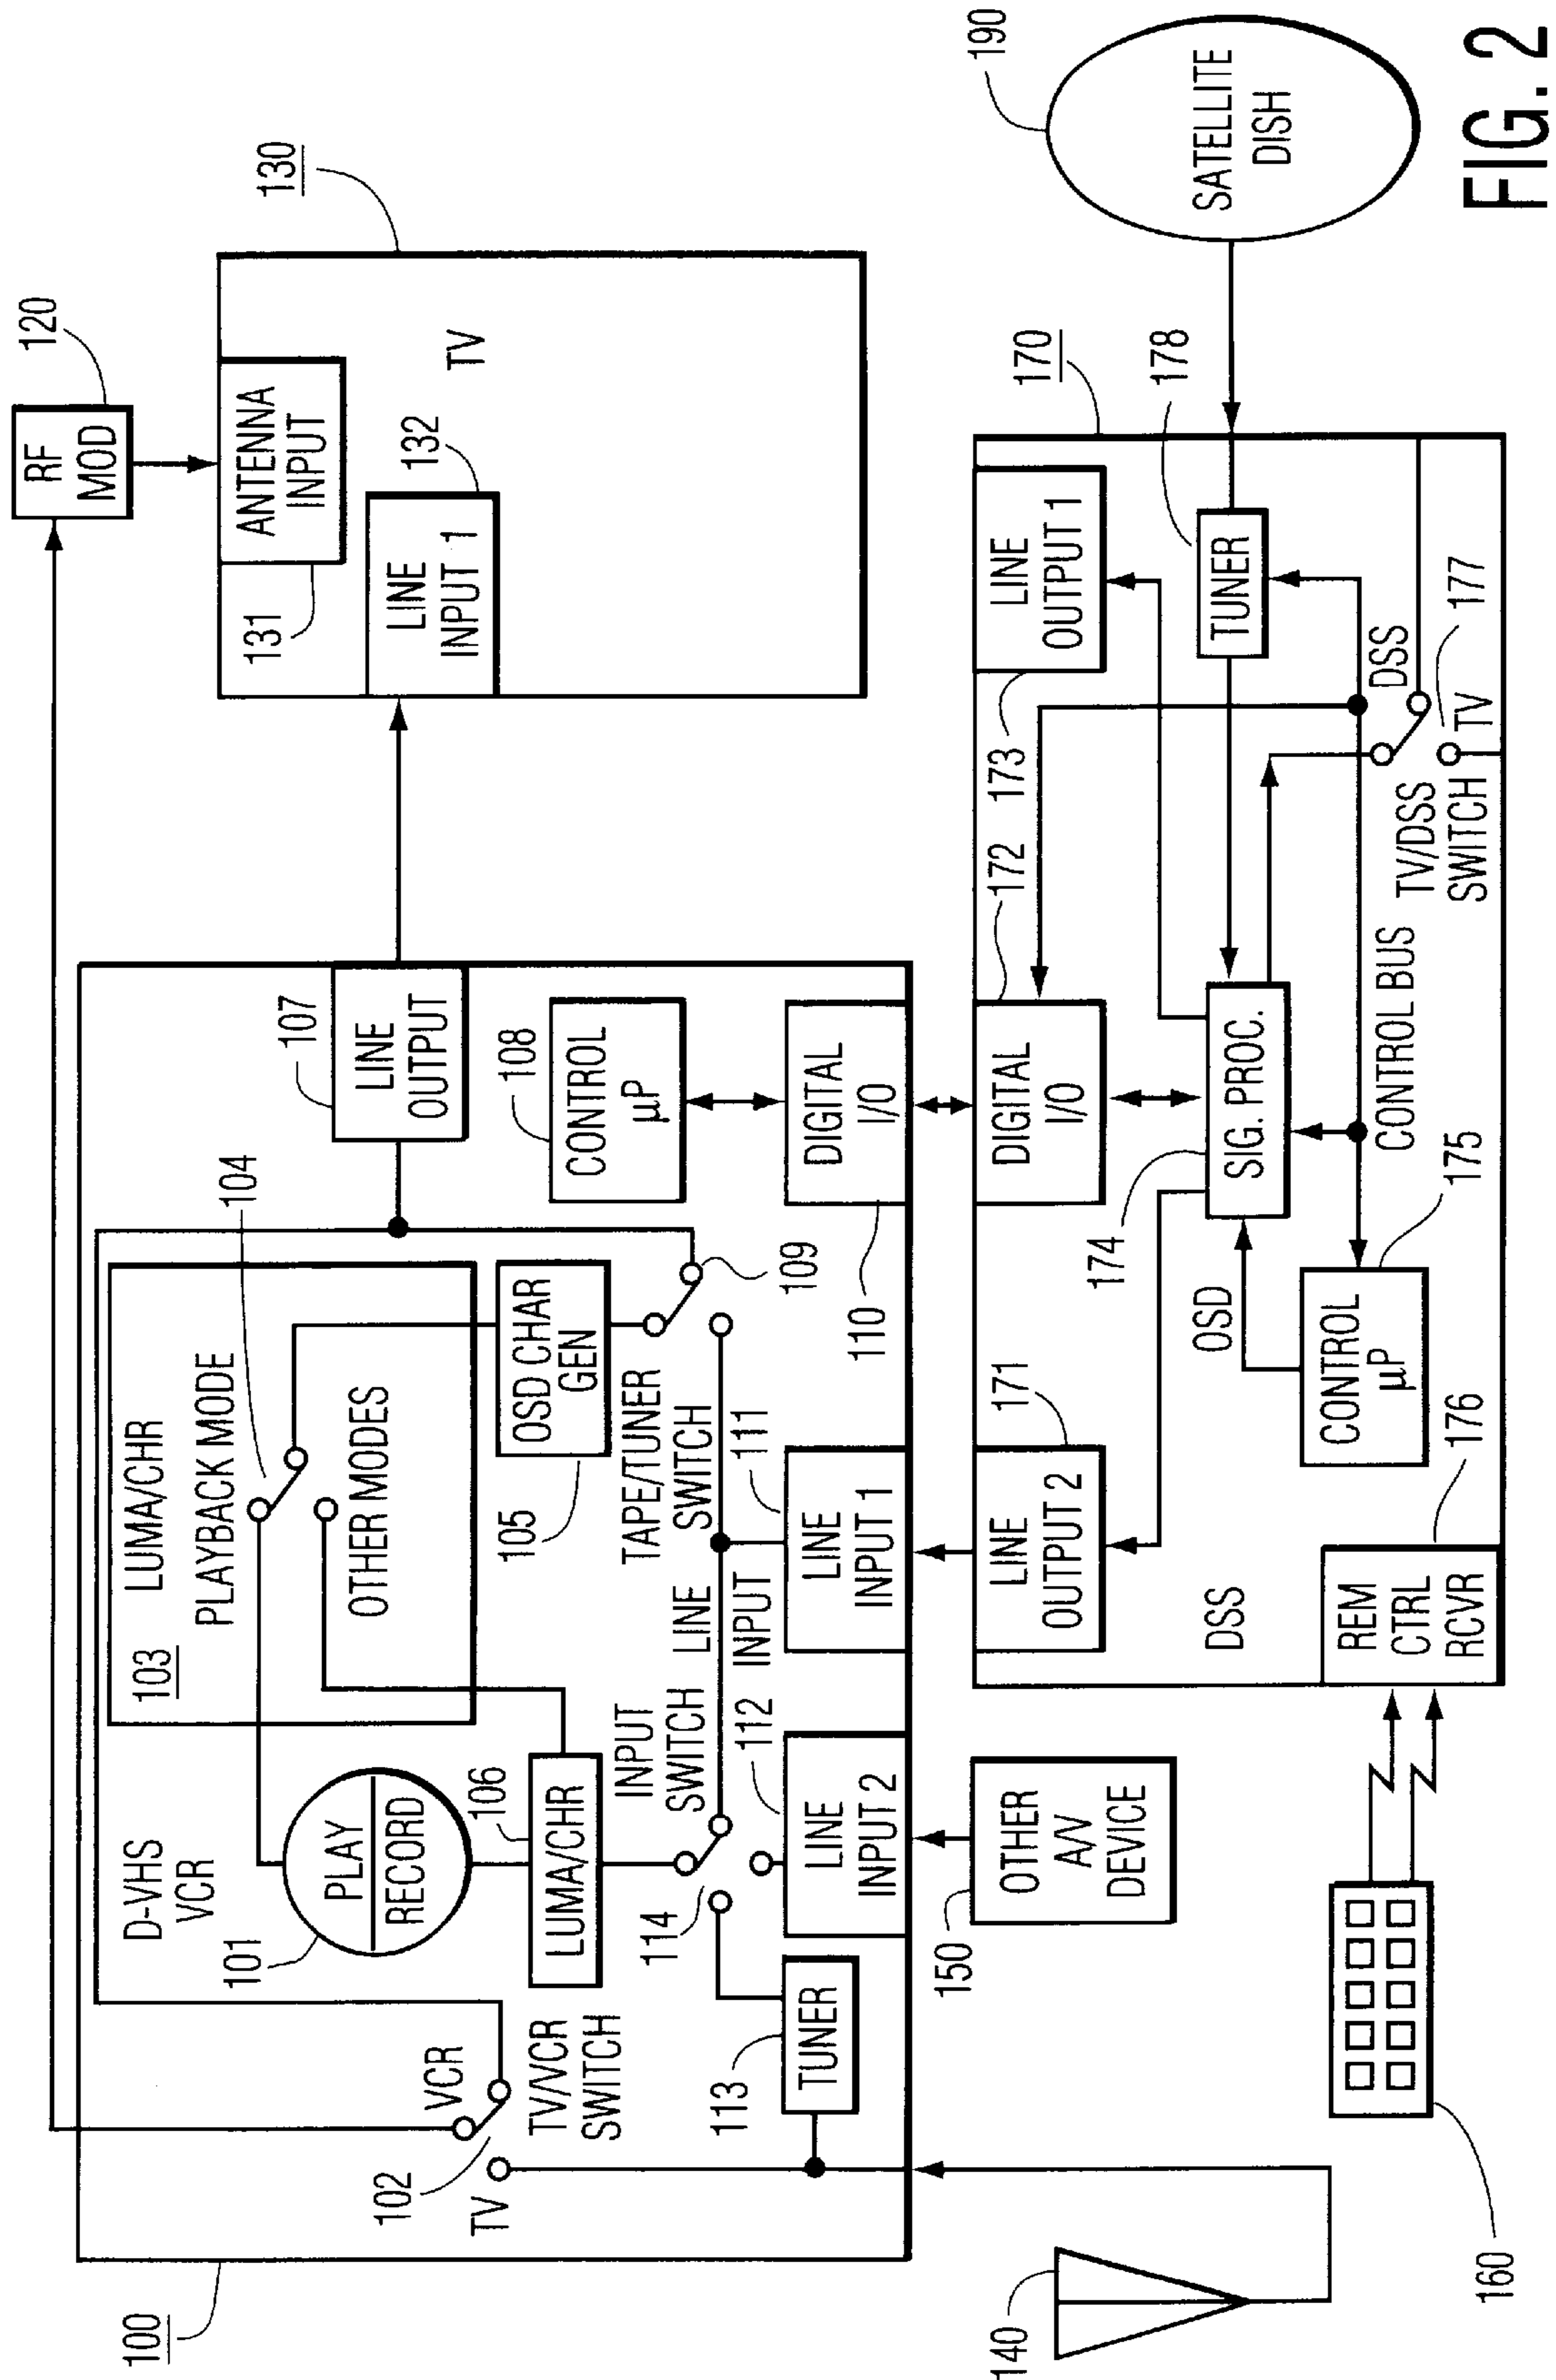 100
D-VHS
VCR
101
PLAY
RECORD
102
TV
VCR
TV/VCR
SWITCH
103
LUMA/CHR
PLAYBACK MODE
OTHER MODES
104
OSD CHAR
GEN
105
106
LUMA/CHR
107
LINE
OUTPUT
108
CONTROL
µP
109
TAPE/TUNER
SWITCH
110
DIGITAL
I/O
111
LINE
INPUT
LINE
INPUT 1
112
LINE
INPUT 2
INPUT
SWITCH
113
TUNER
114
120
RF
MOD
130
TV
131
ANTENNA
INPUT
132
LINE
INPUT 1
140
150
OTHER
A/V
DEVICE
160
170
DSS
171
LINE
OUTPUT 2
172
DIGITAL
I/O
173
LINE
OUTPUT 1
174
SIG. PROC.
OSD
175
CONTROL
µP
CONTROL BUS
176
REM
CTRL
RCVR
177
DSS
TV
TV/DSS
SWITCH
178
TUNER
190
SATELLITE
DISH
FIG. 2